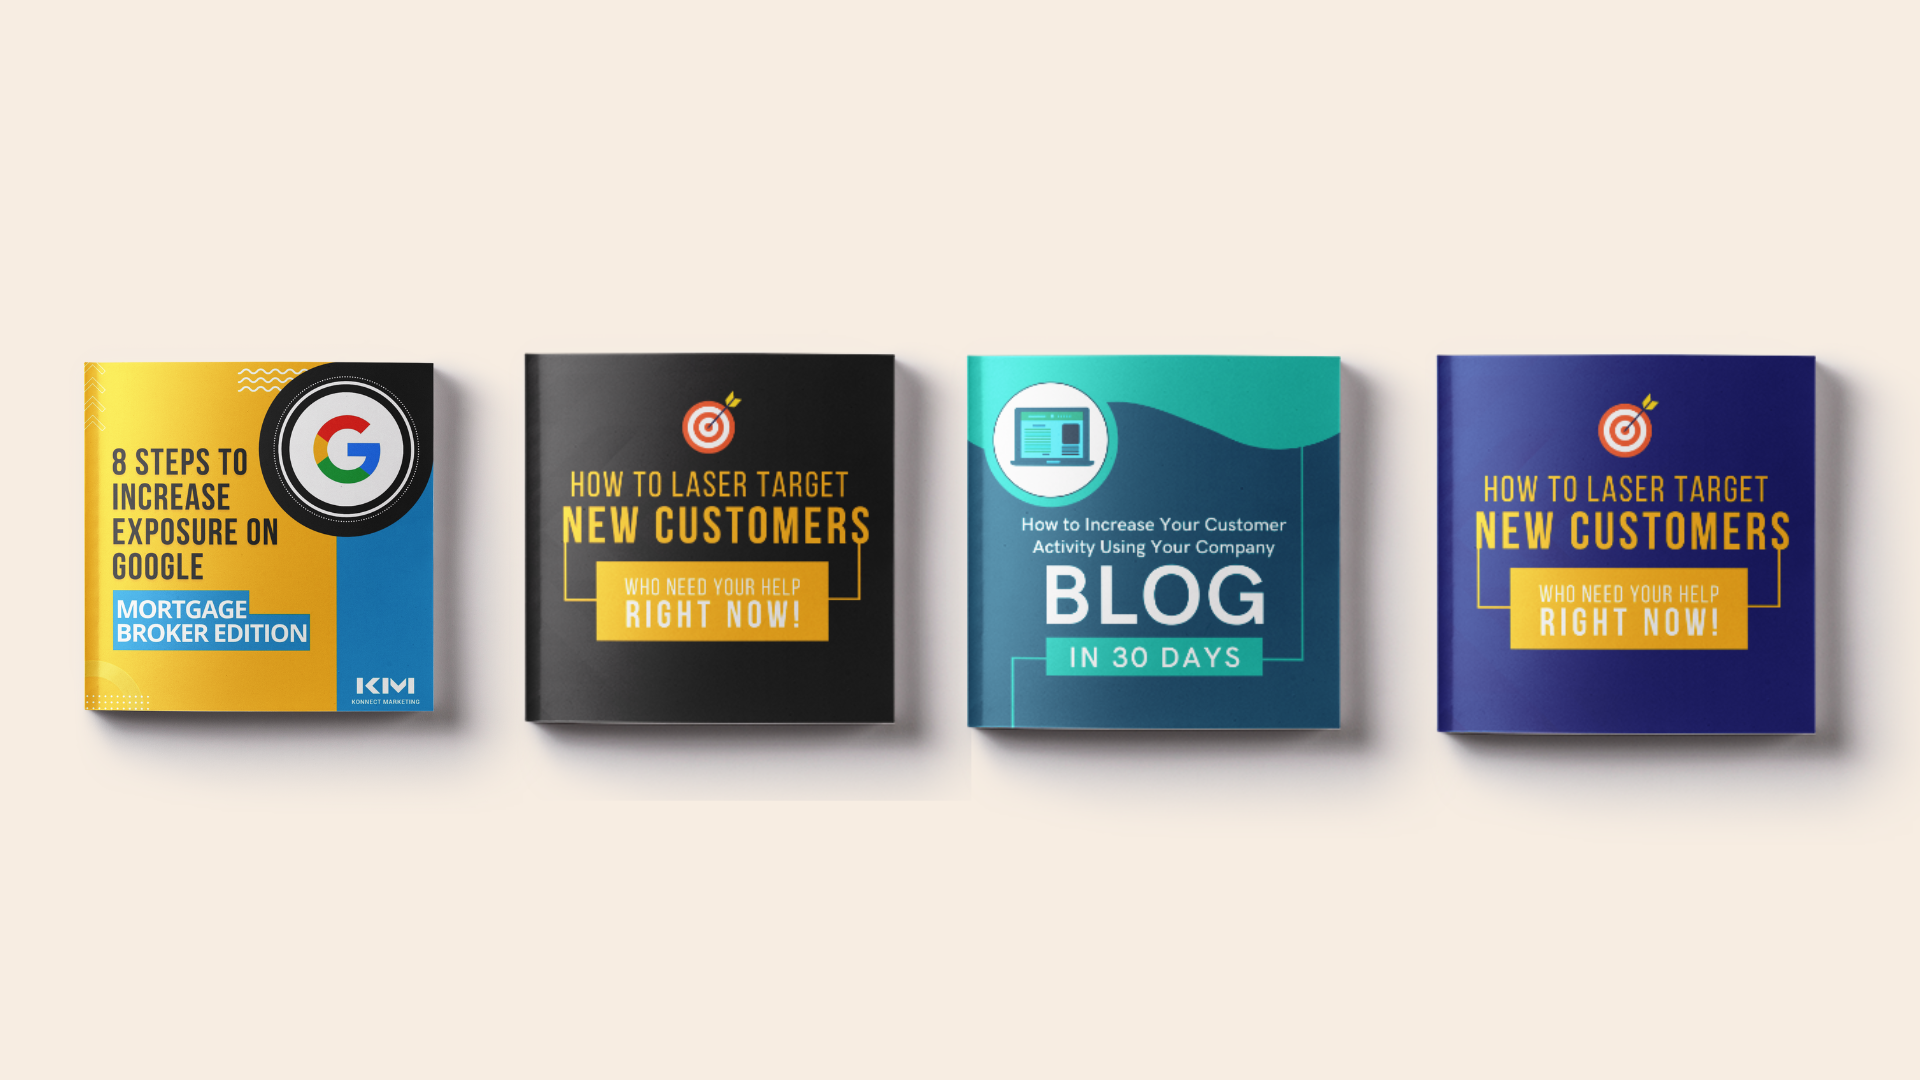 8 STEPS TO
INCREASE
EXPOSURE ON
GOOGLE
MORTGAGE
BROKER EDITION
KM
KONNECT MARKETING
HOW TO LASER TARGET
NEW CUSTOMERS
WHO NEED YOUR HELP
RIGHT NOW!
How to Increase Your Customer
Activity Using Your Company
BLOG
IN 30 DAYS
HOW TO LASER TARGET
NEW CUSTOMERS
WHO NEED YOUR HELP
RIGHT NOW!